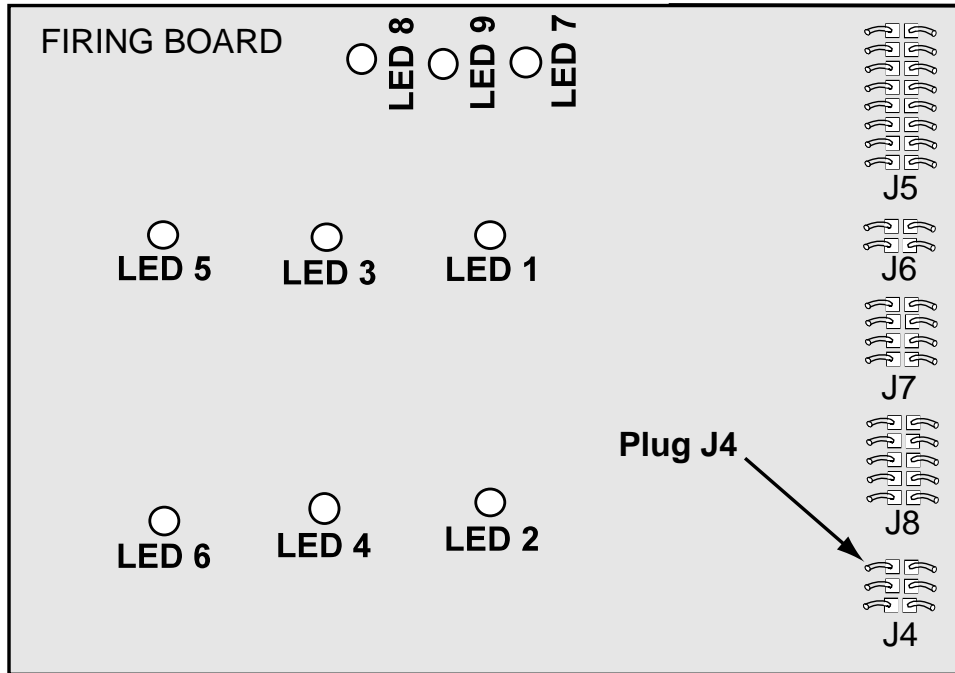 FIRING BOARD
LED 8
LED 9
LED 7
J5
LED 5
LED 3
LED 1
J6
J7
Plug J4
J8
LED 6
LED 4
LED 2
J4